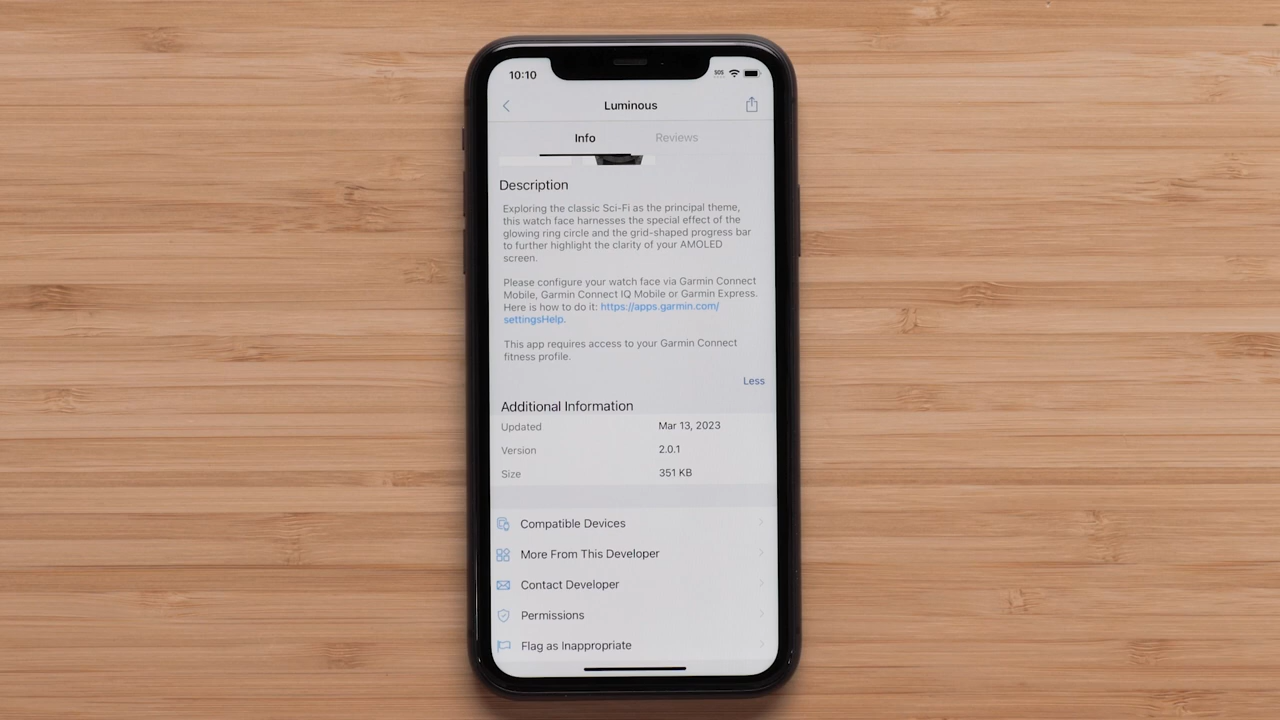 10:10
SOS
Luminous
Info
Reviews
Description
Exploring the classic Sci-Fi as the principal theme,
this watch face harnesses the special effect of the
glowing ring circle and the grid-shaped progress bar
to further highlight the clarity of your AMOLED
screen.
Please configure your watch face via Garmin Connect
Mobile, Garmin Connect IQ Mobile or Garmin Express.
Here is how to do it: https://apps.garmin.com/
settingsHelp.
This app requires access to your Garmin Connect
fitness profile.
Less
Additional Information
Updated Mar 13, 2023
Version 2.0.1
Size 351 KB
Compatible Devices
More From This Developer
Contact Developer
Permissions
Flag as Inappropriate